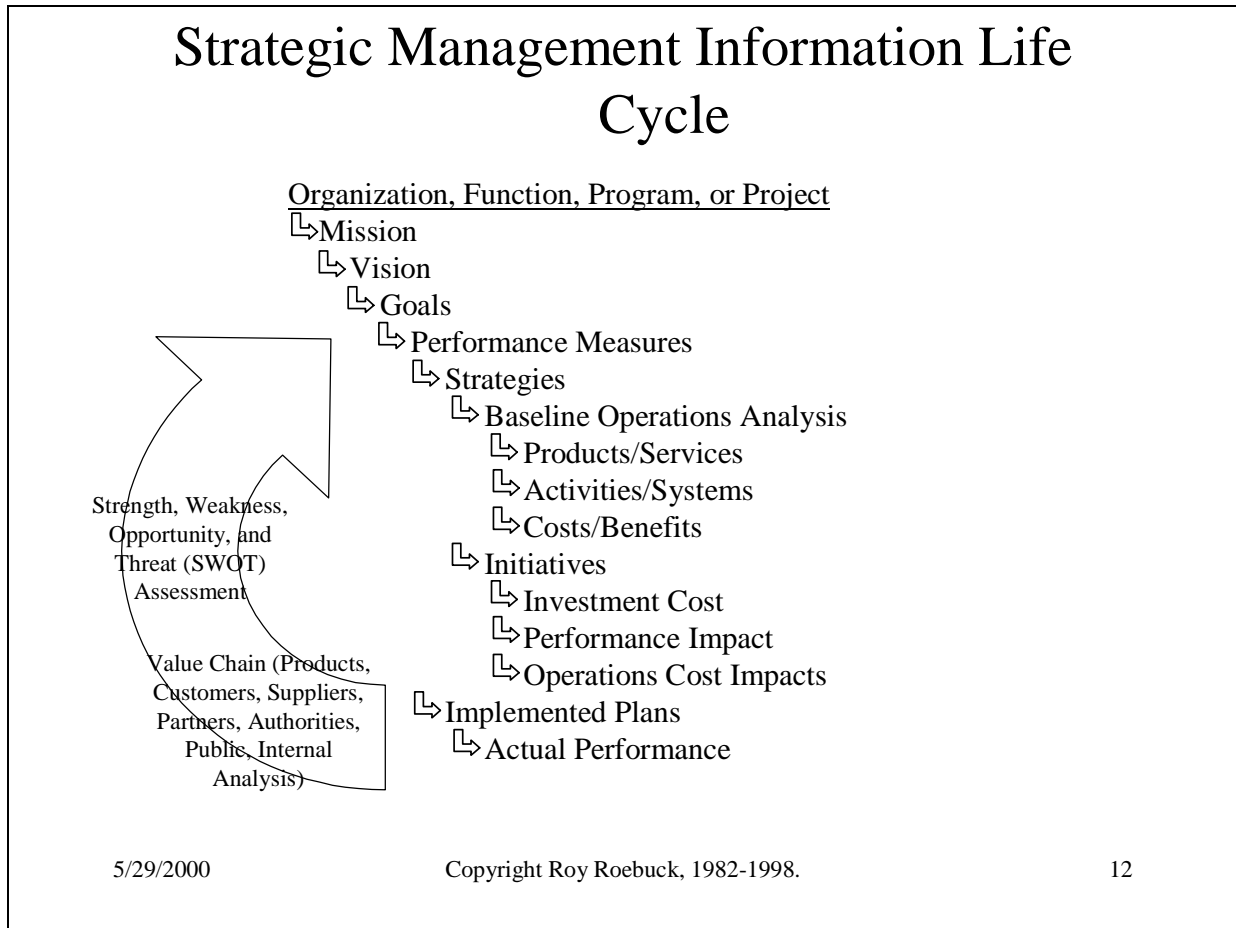 Strategic Management Information Life
Cycle
Organization, Function, Program, or Project
Mission
Vision
Goals
Performance Measures
Strategies
Baseline Operations Analysis
Products/Services
Activities/Systems
Costs/Benefits
Initiatives
Investment Cost
Performance Impact
Operations Cost Impacts
Implemented Plans
Actual Performance
Strength, Weakness,
Opportunity, and
Threat (SWOT)
Assessment
Value Chain (Products,
Customers, Suppliers,
Partners, Authorities,
Public, Internal
Analysis)
5/29/2000
Copyright Roy Roebuck, 1982-1998.
12